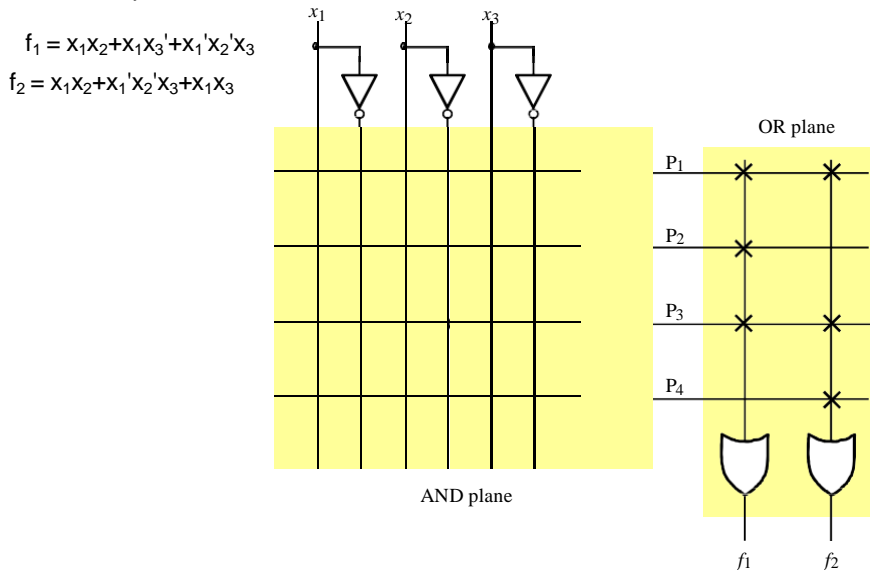 x₁ x₂ x₃
f₁ = x₁x₂+x₁x₃'+x₁'x₂'x₃
f₂ = x₁x₂+x₁'x₂'x₃+x₁x₃
OR plane
P₁
P₂
P₃
P₄
AND plane
f₁ f₂